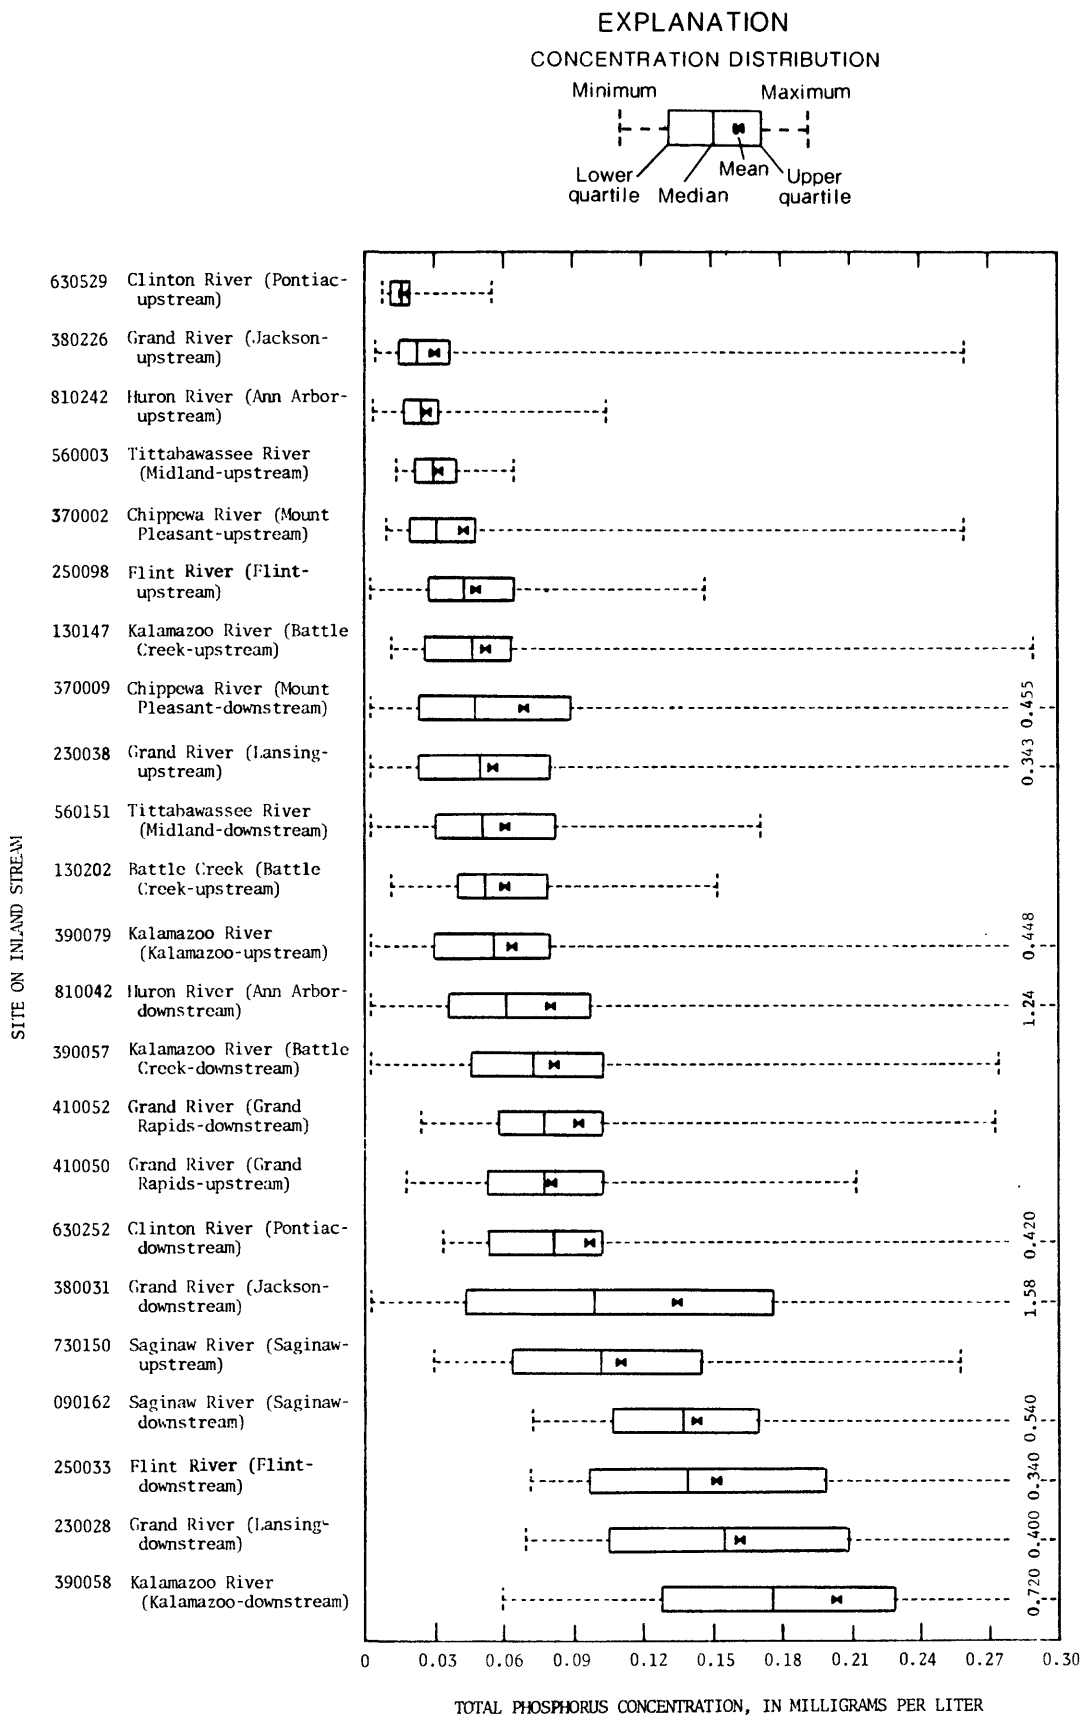 EXPLANATION
CONCENTRATION DISTRIBUTION
Minimum Maximum
Lower quartile Median Mean Upper quartile
SITE ON INLAND STREAM
630529 Clinton River (Pontiac-
upstream)
380226 Grand River (Jackson-
upstream)
810242 Huron River (Ann Arbor-
upstream)
560003 Tittabawassee River
(Midland-upstream)
370002 Chippewa River (Mount
Pleasant-upstream)
250098 Flint River (Flint-
upstream)
130147 Kalamazoo River (Battle
Creek-upstream)
370009 Chippewa River (Mount
Pleasant-downstream)
0.455
230038 Grand River (Lansing-
upstream)
0.343
560151 Tittabawassee River
(Midland-downstream)
130202 Battle Creek (Battle
Creek-upstream)
390079 Kalamazoo River
(Kalamazoo-upstream)
0.448
810042 Huron River (Ann Arbor-
downstream)
1.24
390057 Kalamazoo River (Battle
Creek-downstream)
410052 Grand River (Grand
Rapids-downstream)
410050 Grand River (Grand
Rapids-upstream)
630252 Clinton River (Pontiac-
downstream)
0.420
380031 Grand River (Jackson-
downstream)
1.58
730150 Saginaw River (Saginaw-
upstream)
090162 Saginaw River (Saginaw-
downstream)
0.540
250033 Flint River (Flint-
downstream)
0.340
230028 Grand River (Lansing-
downstream)
0.400
390058 Kalamazoo River
(Kalamazoo-downstream)
0.720
0 0.03 0.06 0.09 0.12 0.15 0.18 0.21 0.24 0.27 0.30
TOTAL PHOSPHORUS CONCENTRATION, IN MILLIGRAMS PER LITER